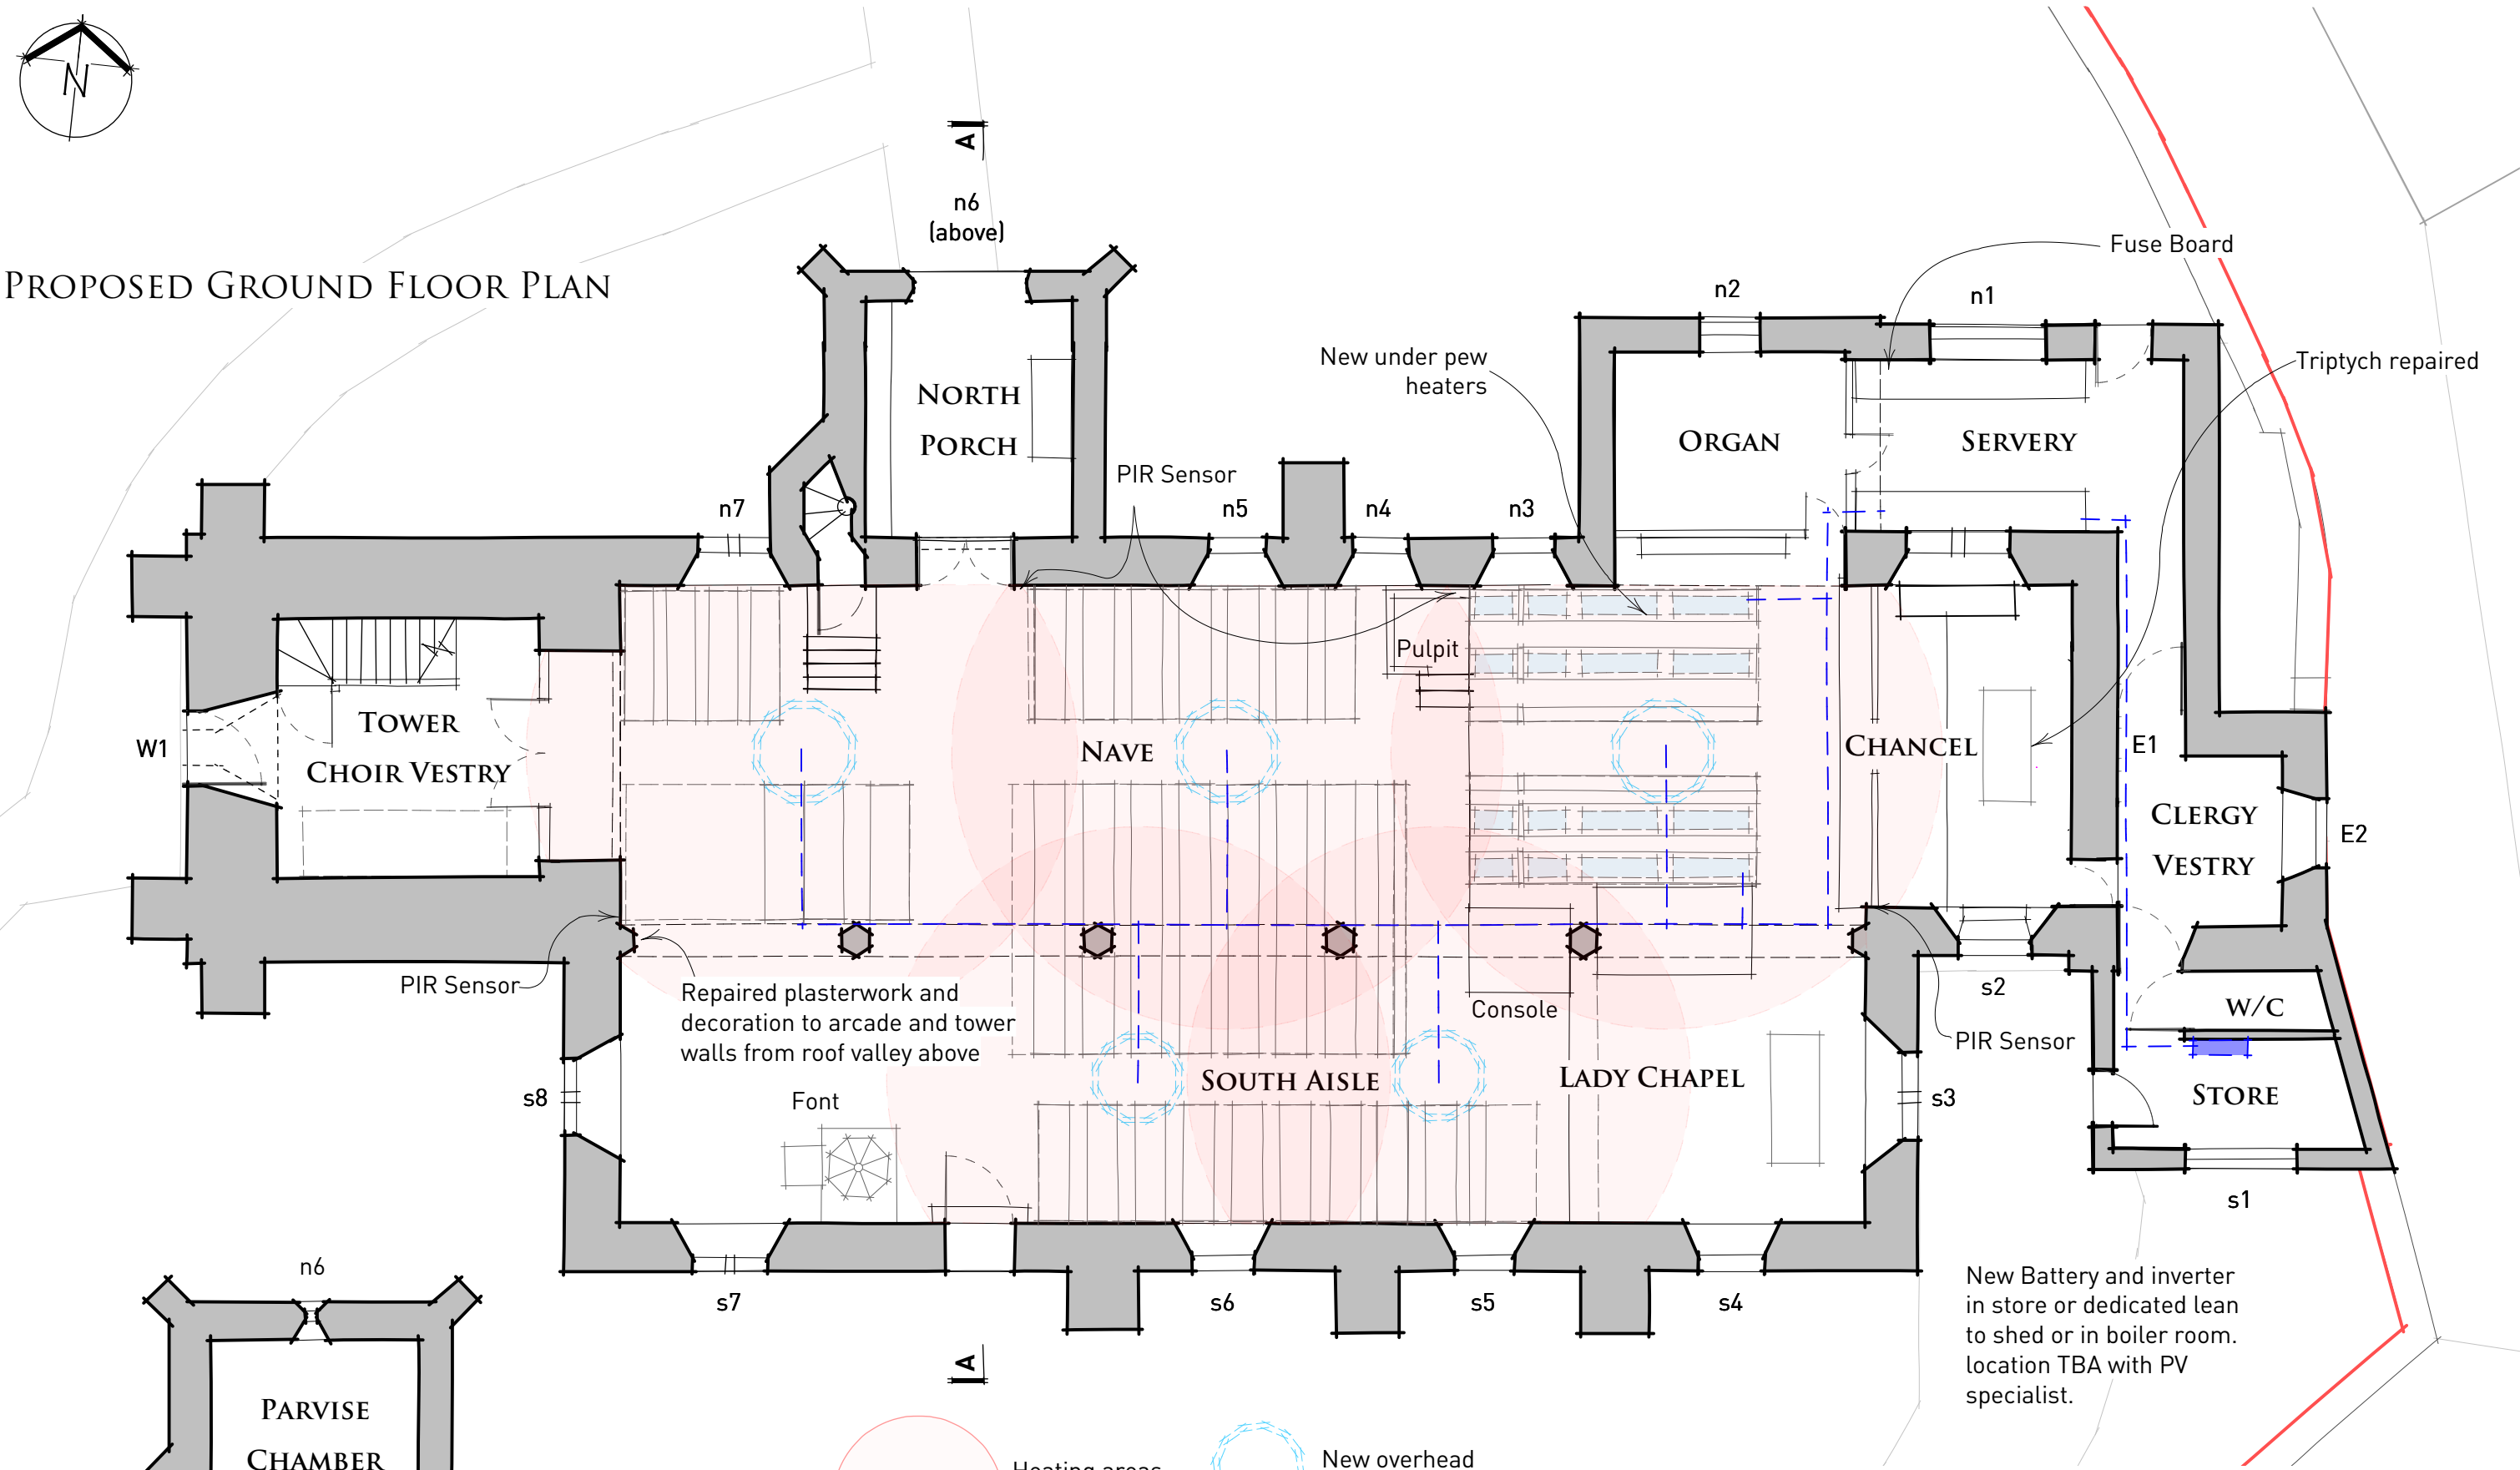 N
A
n6
(above)
Fuse Board
PROPOSED GROUND FLOOR PLAN
n2
n1
New under pew
heaters
Triptych repaired
NORTH
PORCH
ORGAN
SERVERY
PIR Sensor
n7
n5
n4
n3
Pulpit
TOWER
CHOIR VESTRY
W1
NAVE
CHANCEL
E1
CLERGY
VESTRY
E2
PIR Sensor
Repaired plasterwork and
decoration to arcade and tower
walls from roof valley above
Console
s2
W/C
PIR Sensor
s8
Font
SOUTH AISLE
LADY CHAPEL
s3
STORE
s1
n6
s7
s6
s5
s4
New Battery and inverter
in store or dedicated lean
to shed or in boiler room.
location TBA with PV
specialist.
A
PARVISE
CHAMBER
Heating areas
New overhead